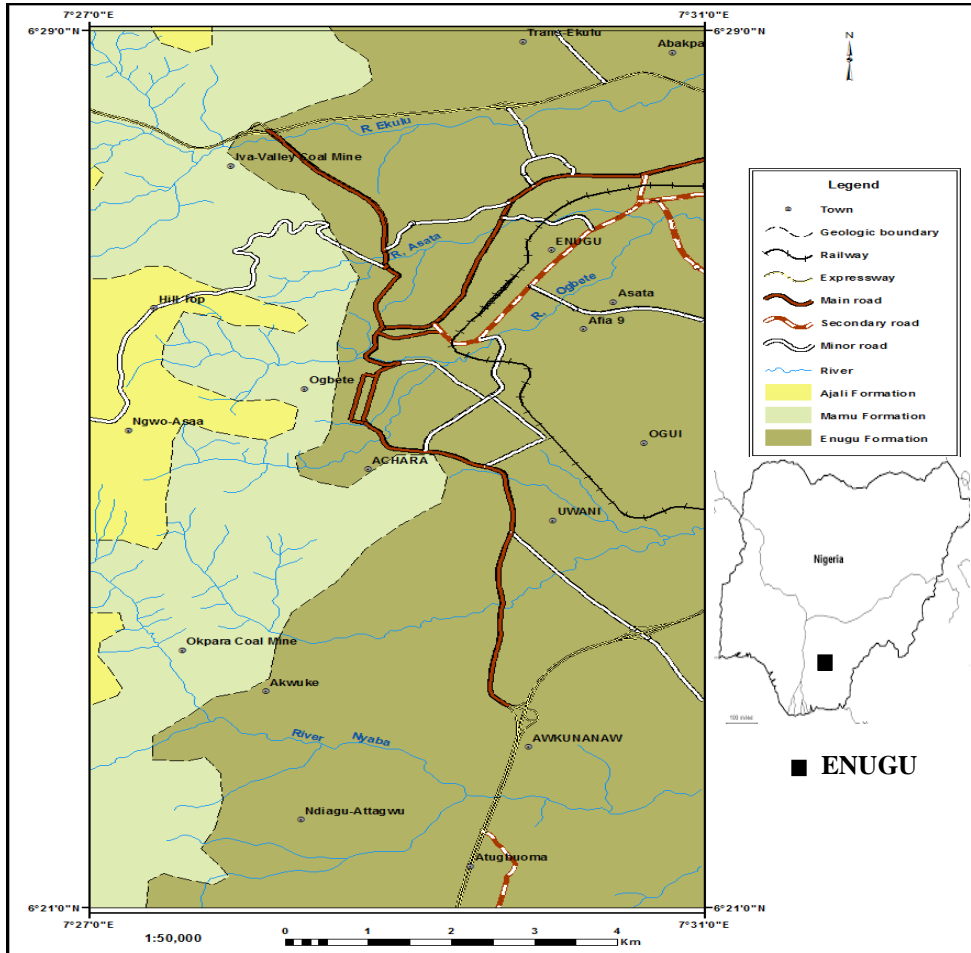 7°27'0"E
7°31'0"E
6°29'0"N
6°29'0"N
N
Trans-Ekulu
Abakpa
R. Ekulu
Iva-Valley Coal Mine
R. Asata
ENUGU
R. Ogbete
Asata
Hill Top
Afia 9
Ogbete
Ngwo-Asaa
OGUI
ACHARA
UWANI
Okpara Coal Mine
Akwuke
River Nyaba
AWKUNANAW
Ndiagu-Attagwu
Atugbuoma
6°21'0"N
6°21'0"N
7°27'0"E
7°31'0"E
1:50,000
0 1 2 3 4
Km
Legend
Town
Geologic boundary
Railway
Expressway
Main road
Secondary road
Minor road
River
Ajali Formation
Mamu Formation
Enugu Formation
Nigeria
ENUGU